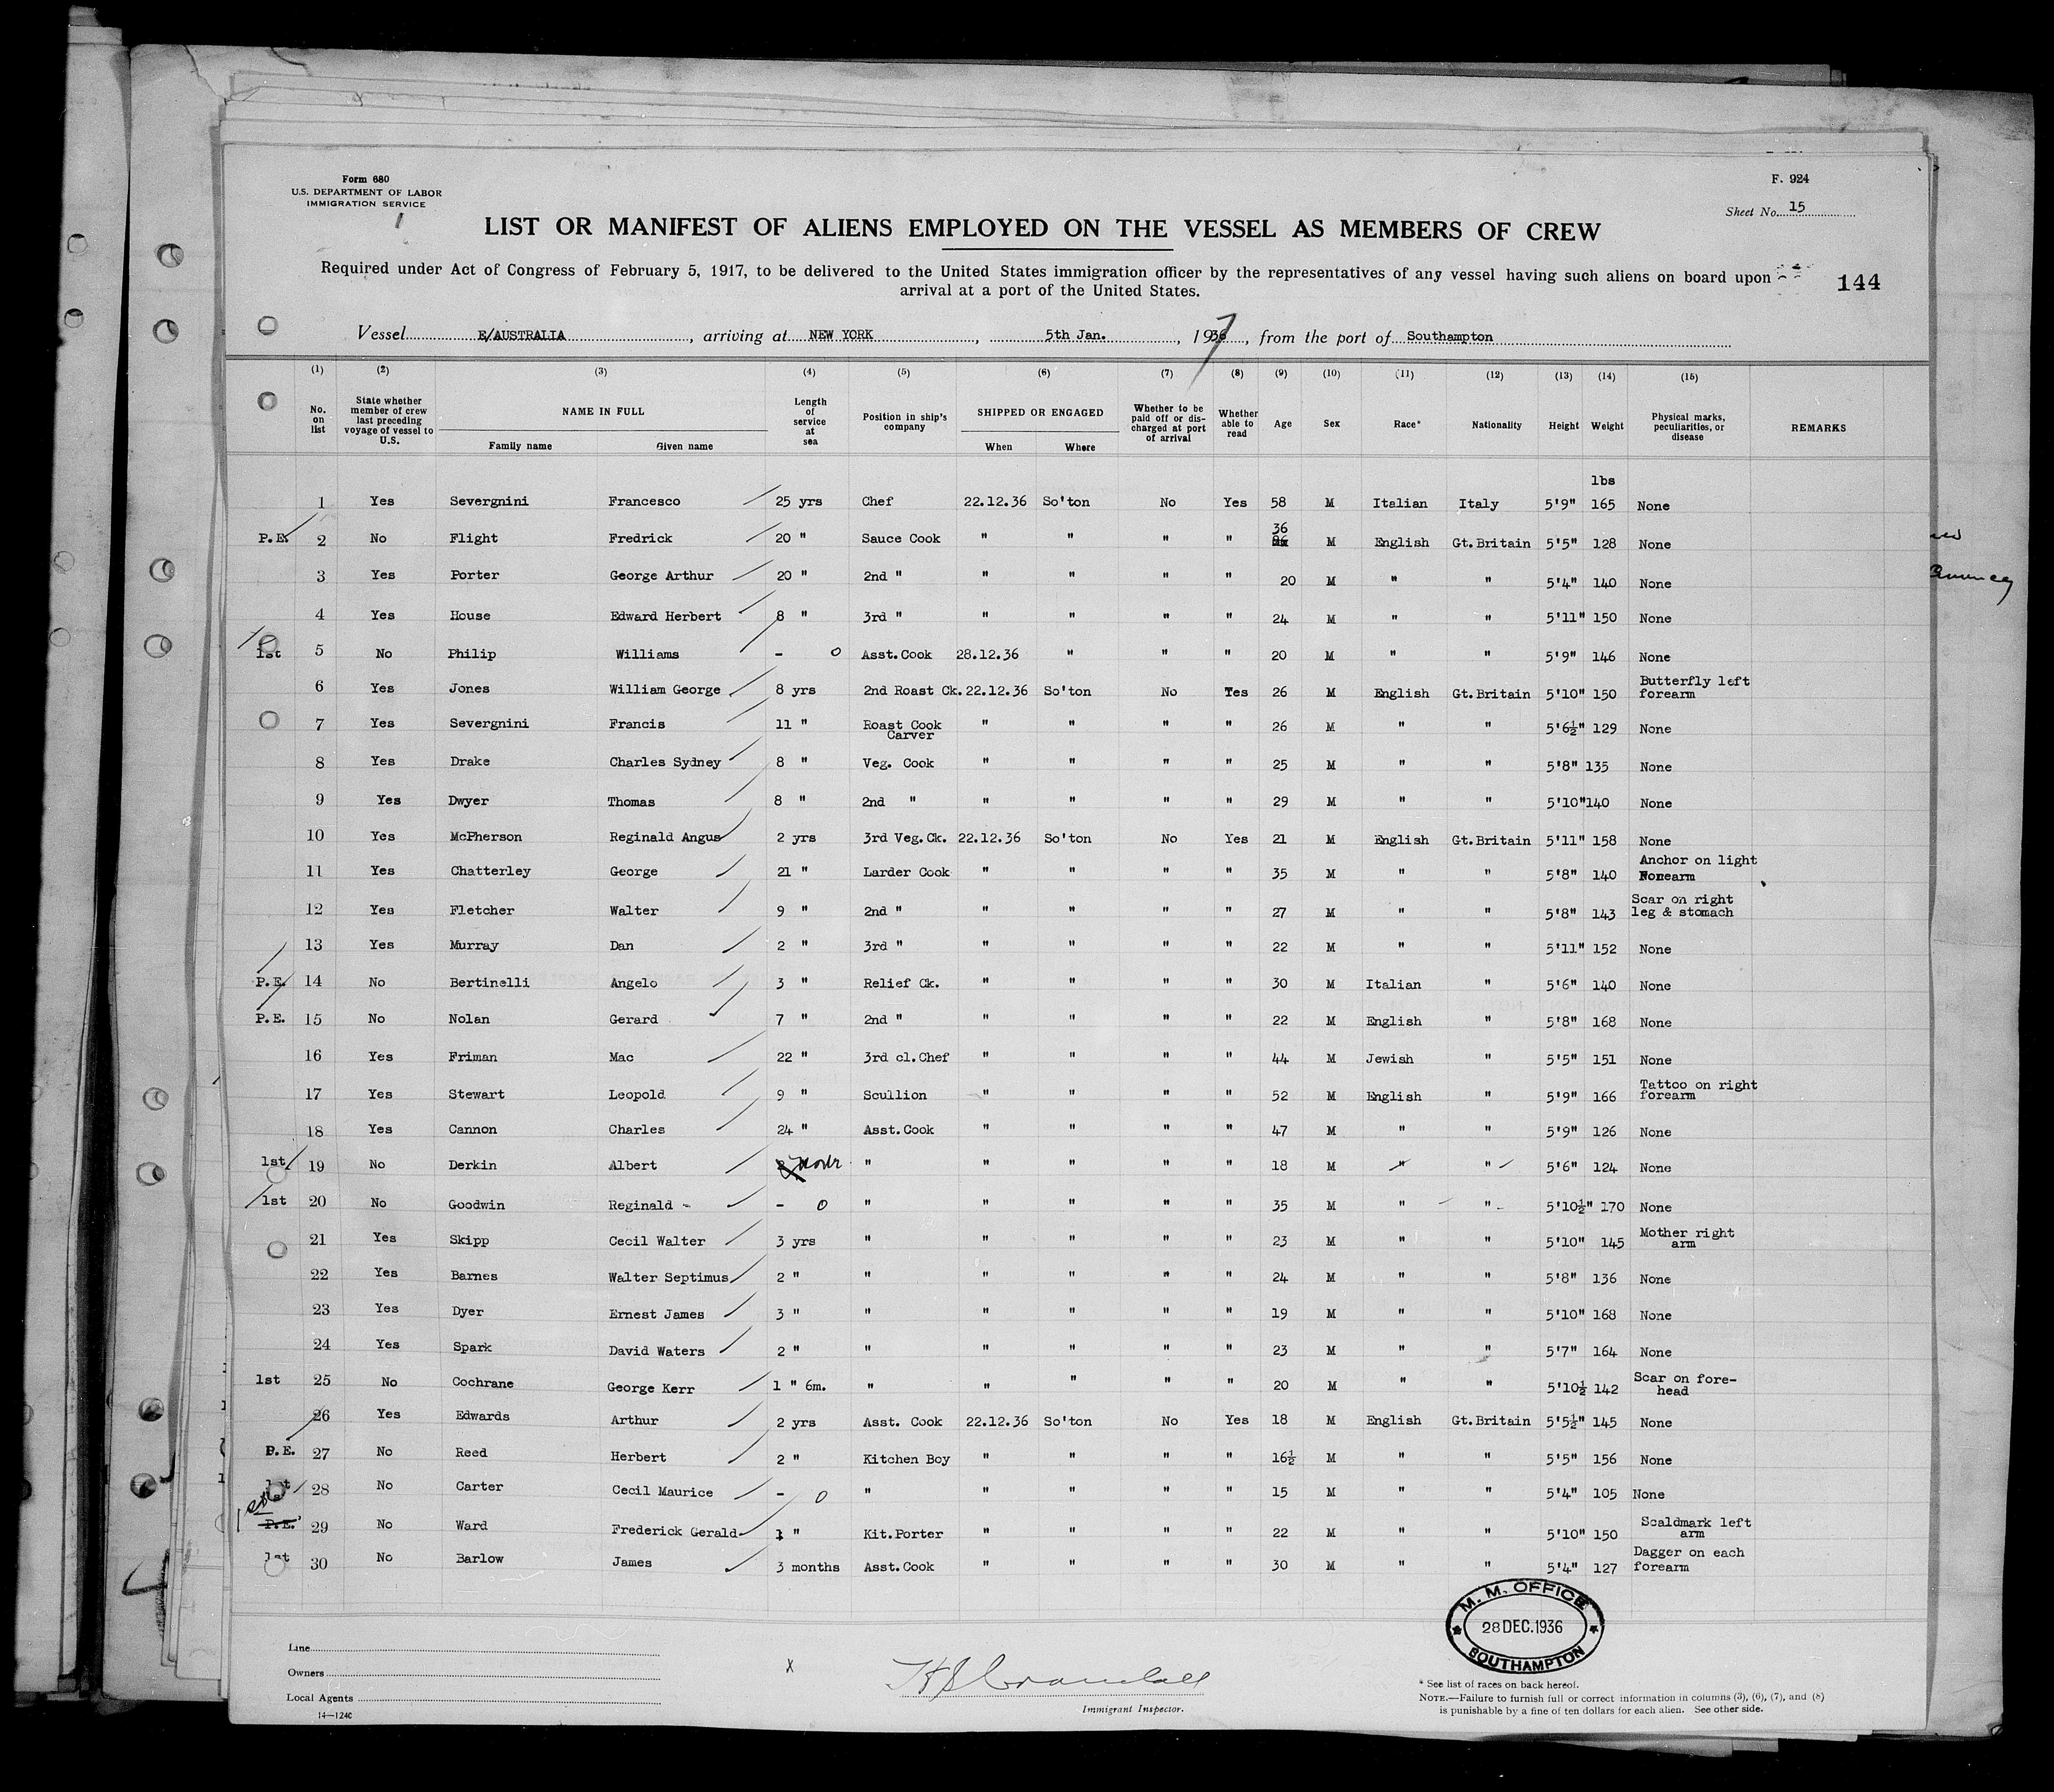 Form 680
U.S. DEPARTMENT OF LABOR
IMMIGRATION SERVICE
F. 924
Sheet No. 15
LIST OR MANIFEST OF ALIENS EMPLOYED ON THE VESSEL AS MEMBERS OF CREW
Required under Act of Congress of February 5, 1917, to be delivered to the United States immigration officer by the representatives of any vessel having such aliens on board upon
arrival at a port of the United States.
144
Vessel E/AUSTRALIA, arriving at NEW YORK, 5th Jan., 1936 7, from the port of Southampton
(1) (2) (3) (4) (5) (6) (7) (8) (9) (10) (11) (12) (13) (14) (15)
No. on list | State whether member of crew last preceding voyage of vessel to U.S. | NAME IN FULL | Family name | Given name | Length of service at sea | Position in ship's company | SHIPPED OR ENGAGED | When | Where | Whether to be paid off or discharged at port of arrival | Whether able to read | Age | Sex | Race* | Nationality | Height | Weight | Physical marks, peculiarities, or disease | REMARKS
lbs
1 Yes Severgnini Francesco 25 yrs Chef 22.12.36 So'ton No Yes 58 M Italian Italy 5'9" 165 None
P.E. 2 No Flight Fredrick 20 " Sauce Cook " " " " 36 M English Gt.Britain 5'5" 128 None
3 Yes Porter George Arthur 20 " 2nd " " " " " 20 M " " 5'4" 140 None
4 Yes House Edward Herbert 8 " 3rd " " " " " 24 M " " 5'11" 150 None
1st 5 No Philip Williams - 0 Asst.Cook 28.12.36 " " " 20 M " " 5'9" 146 None
6 Yes Jones William George 8 yrs 2nd Roast Ck. 22.12.36 So'ton No Yes 26 M English Gt.Britain 5'10" 150 Butterfly left forearm
7 Yes Severgnini Francis 11 " Roast Cook Carver " " " " 26 M " " 5'6½" 129 None
8 Yes Drake Charles Sydney 8 " Veg. Cook " " " " 25 M " " 5'8" 135 None
9 Yes Dwyer Thomas 8 " 2nd " " " " " 29 M " " 5'10" 140 None
10 Yes McPherson Reginald Angus 2 yrs 3rd Veg.Ck. 22.12.36 So'ton No Yes 21 M English Gt.Britain 5'11" 158 None
11 Yes Chatterley George 21 " Larder Cook " " " " 35 M " " 5'8" 140 Anchor on light forearm
12 Yes Fletcher Walter 9 " 2nd " " " " " 27 M " " 5'8" 143 Scar on right leg & stomach
13 Yes Murray Dan 2 " 3rd " " " " " 22 M " " 5'11" 152 None
P.E. 14 No Bertinelli Angelo 3 " Relief Ck. " " " " 30 M Italian " 5'6" 140 None
P.E. 15 No Nolan Gerard 7 " 2nd " " " " " 22 M English " 5'8" 168 None
16 Yes Friman Mac 22 " 3rd cl.Chef " " " " 44 M Jewish " 5'5" 151 None
17 Yes Stewart Leopold 9 " Scullion " " " " 52 M English " 5'9" 166 Tattoo on right forearm
18 Yes Cannon Charles 24 " Asst.Cook " " " " 47 M " " 5'9" 126 None
1st 19 No Derkin Albert " " " " " 18 M " " 5'6" 124 None
1st 20 No Goodwin Reginald - - 0 " " " " " 35 M " " 5'10½" 170 None
21 Yes Skipp Cecil Walter 3 yrs " " " " " 23 M " " 5'10" 145 Mother right arm
22 Yes Barnes Walter Septimus 2 " " " " " " 24 M " " 5'8" 136 None
23 Yes Dyer Ernest James 3 " " " " " " 19 M " " 5'10" 168 None
24 Yes Spark David Waters 2 " " " " " " 23 M " " 5'7" 164 None
1st 25 No Cochrane George Kerr 1 " 6m. " " " " " 20 M " " 5'10½ 142 Scar on fore-head
26 Yes Edwards Arthur 2 yrs Asst. Cook 22.12.36 So'ton No Yes 18 M English Gt.Britain 5'5½" 145 None
P.E. 27 No Reed Herbert 2 " Kitchen Boy " " " " 16½ M " " 5'5" 156 None
1st 28 No Carter Cecil Maurice - 0 " " " " " 15 M " " 5'4" 105 None
P.E. 29 No Ward Frederick Gerald 1 " Kit.Porter " " " " 22 M " " 5'10" 150 Scaldmark left arm
1st 30 No Barlow James 3 months Asst.Cook " " " " 30 M " " 5'4" 127 Dagger on each forearm
M. M. OFFICE
28 DEC. 1936
SOUTHAMPTON
Line
Owners
Local Agents
14—124C
x
Immigrant Inspector.
* See list of races on back hereof.
NOTE.—Failure to furnish full or correct information in columns (3), (6), (7), and (8)
is punishable by a fine of ten dollars for each alien. See other side.